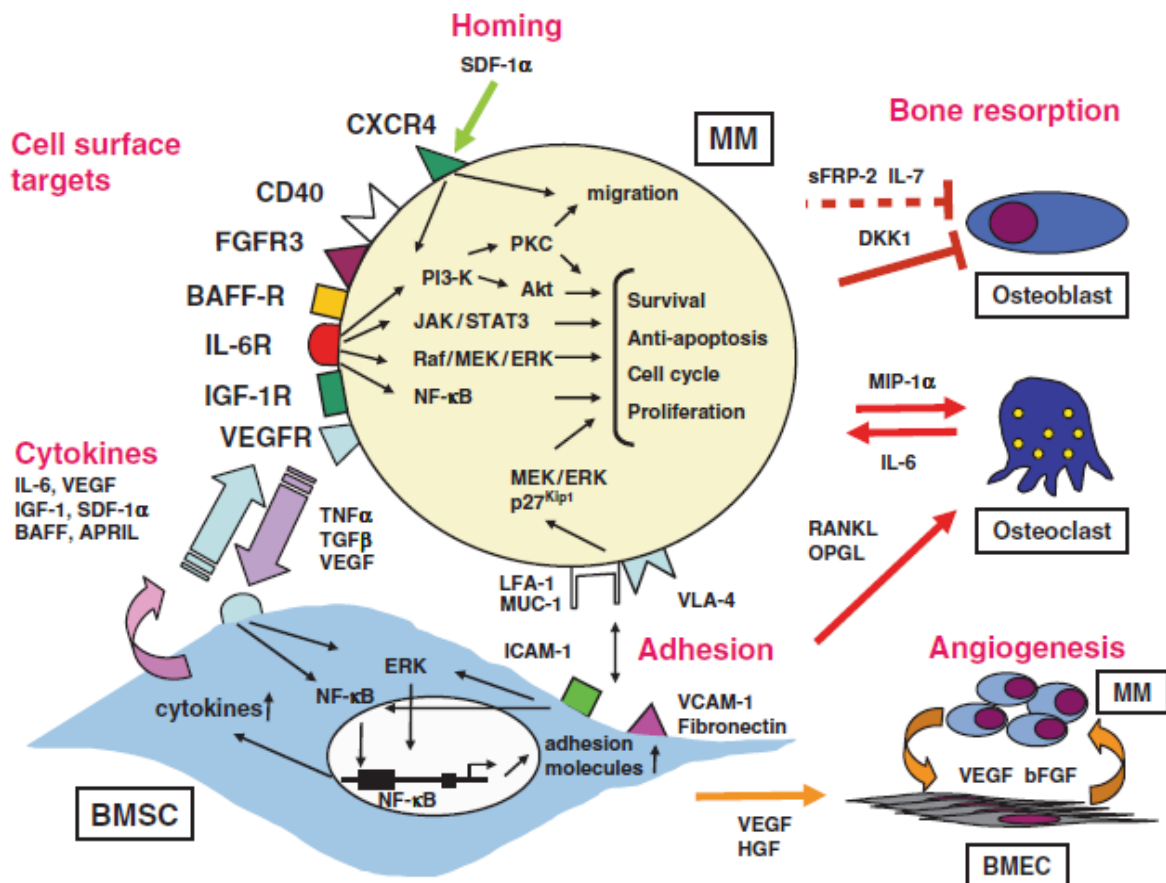 Homing
SDF-1α
CXCR4
MM
Bone resorption
Cell surface
targets
CD40
FGFR3
BAFF-R
IL-6R
IGF-1R
VEGFR
migration
PKC
PI3-K
Akt
JAK/STAT3
Raf/MEK/ERK
NF-κB
Survival
Anti-apoptosis
Cell cycle
Proliferation
MEK/ERK
p27Kip1
sFRP-2 IL-7
DKK1
Osteoblast
MIP-1α
IL-6
Osteoclast
RANKL
OPGL
Cytokines
IL-6, VEGF
IGF-1, SDF-1α
BAFF, APRIL
TNFα
TGFβ
VEGF
LFA-1
MUC-1
VLA-4
ICAM-1
Adhesion
VCAM-1
Fibronectin
ERK
NF-κB
cytokines
adhesion
molecules
NF-κB
BMSC
VEGF
HGF
Angiogenesis
MM
VEGF bFGF
BMEC